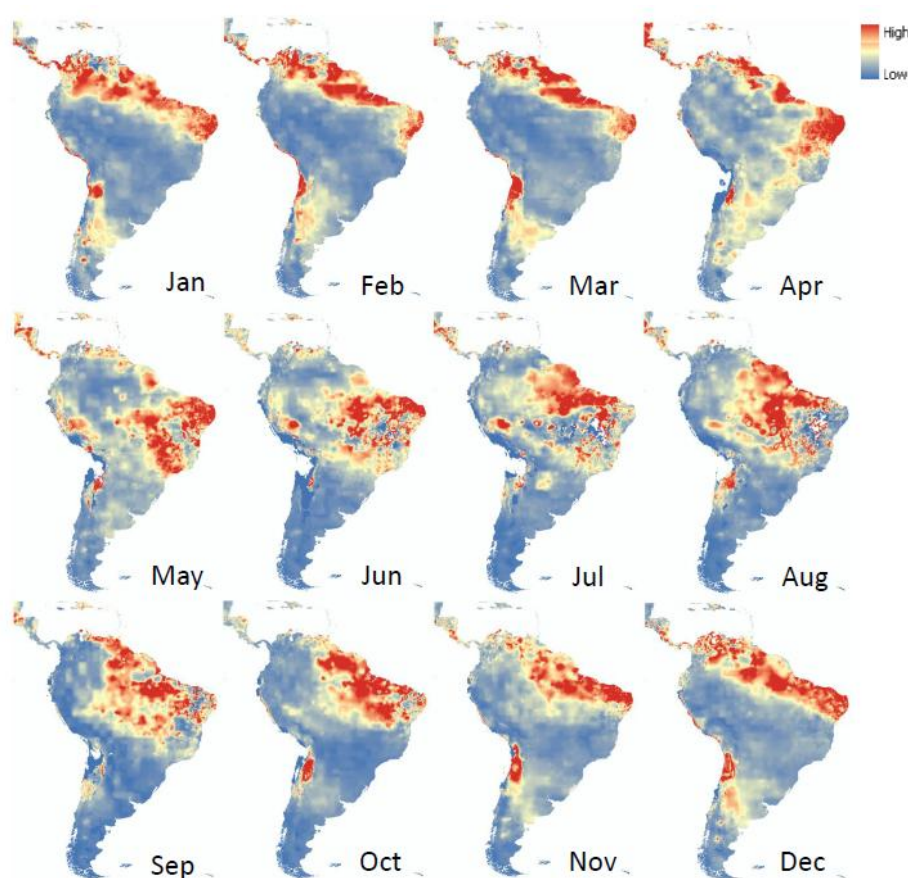 High
Low
Jan
Feb
Mar
Apr
May
Jun
Jul
Aug
Sep
Oct
Nov
Dec